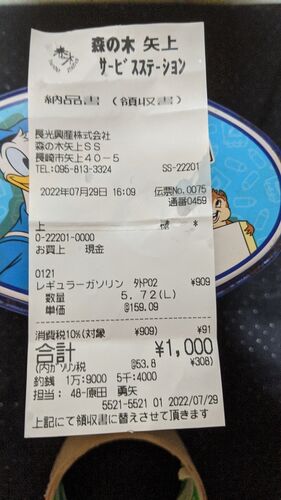 森の木 矢上
サービスステーション
納品書（領収書）
長光興産株式会社
森の木矢上SS
長崎市矢上40-5
TEL:095-813-3324 SS-22201
2022年07月29日 16:09 伝票No.0075
通番0459
上 様 *
0-22201-0000
お買上 現金
0121
レギュラーガソリン 外P02 ¥909
数量 5.72(L)
単価 @159.09
消費税10%(対象 ¥909) ¥91
合計 ¥1,000
(内ガソリン税 @53.8 ¥308)
釣銭 1万:9000 5千:4000
担当: 48-原田 勇矢
5521-5521 01 2022/07/29
上記にて領収書に替えさせて頂きます